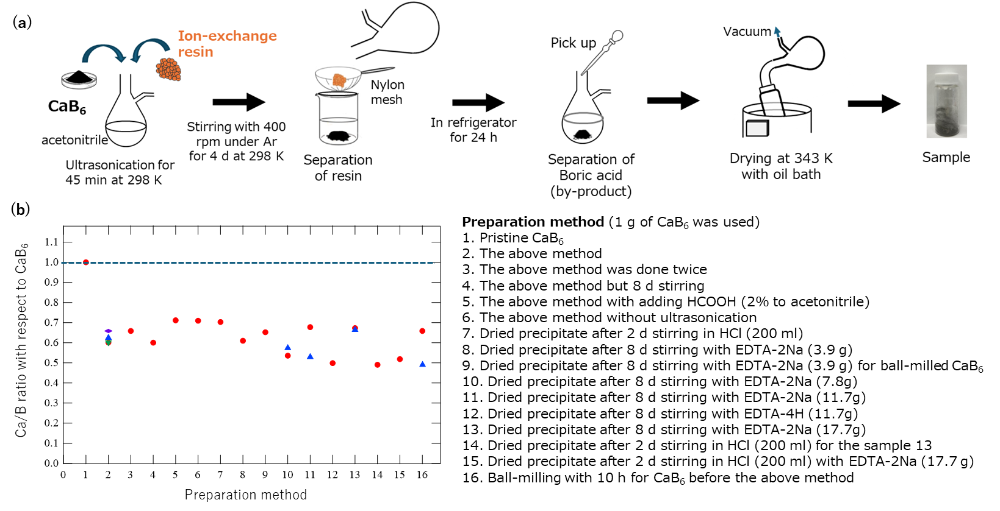 (a)
Ion-exchange
resin
CaB6
acetonitrile
Ultrasonication for
45 min at 298 K
Stirring with 400
rpm under Ar
for 4 d at 298 K
Nylon
mesh
Separation
of resin
In refrigerator
for 24 h
Pick up
Separation of
Boric acid
(by-product)
Vacuum
Drying at 343 K
with oil bath
Sample
(b)
Ca/B ratio with respect to CaB6
1.1
1.0
0.9
0.8
0.7
0.6
0.5
0.4
0.3
0.2
0.1
0.0
0 1 2 3 4 5 6 7 8 9 10 11 12 13 14 15 16
Preparation method
Preparation method (1 g of CaB6 was used)
1. Pristine CaB6
2. The above method
3. The above method was done twice
4. The above method but 8 d stirring
5. The above method with adding HCOOH (2% to acetonitrile)
6. The above method without ultrasonication
7. Dried precipitate after 2 d stirring in HCl (200 ml)
8. Dried precipitate after 8 d stirring with EDTA-2Na (3.9 g)
9. Dried precipitate after 8 d stirring with EDTA-2Na (3.9 g) for ball-milled CaB6
10. Dried precipitate after 8 d stirring with EDTA-2Na (7.8g)
11. Dried precipitate after 8 d stirring with EDTA-2Na (11.7g)
12. Dried precipitate after 8 d stirring with EDTA-4H (11.7g)
13. Dried precipitate after 8 d stirring with EDTA-2Na (17.7g)
14. Dried precipitate after 2 d stirring in HCl (200 ml) for the sample 13
15. Dried precipitate after 2 d stirring in HCl (200 ml) with EDTA-2Na (17.7 g)
16. Ball-milling with 10 h for CaB6 before the above method